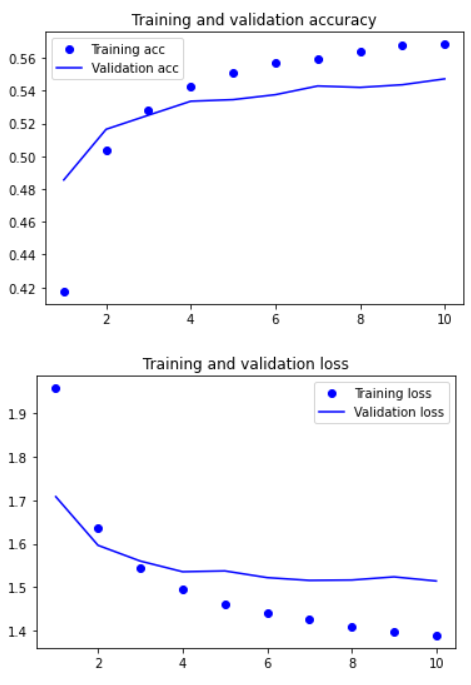 Training and validation accuracy
Training acc
Validation acc
0.56
0.54
0.52
0.50
0.48
0.46
0.44
0.42
2 4 6 8 10
Training and validation loss
Training loss
Validation loss
1.9
1.8
1.7
1.6
1.5
1.4
2 4 6 8 10